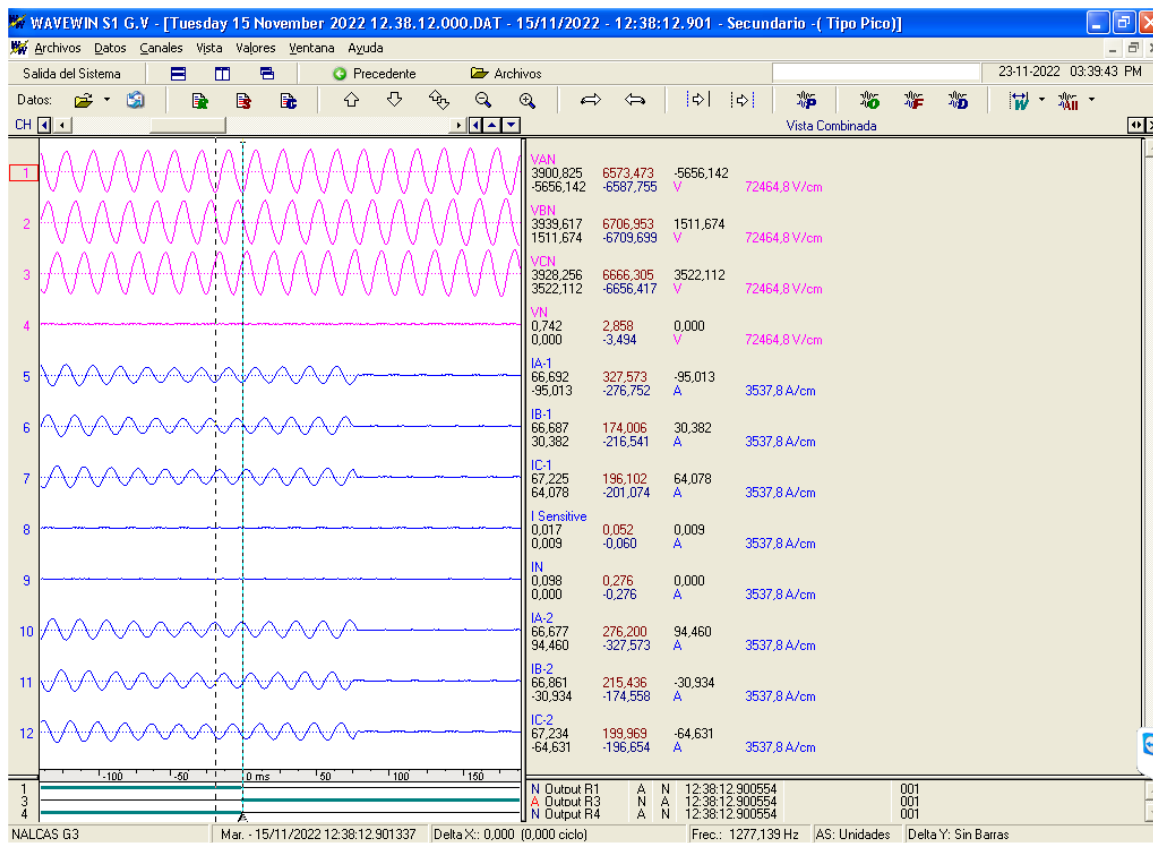 WAVEWIN S1 G.V - [Tuesday 15 November 2022 12.38.12.000.DAT - 15/11/2022 - 12:38:12.901 - Secundario -( Tipo Pico)]
Archivos Datos Canales Vista Valores Ventana Ayuda
Salida del Sistema Precedente Archivos 23-11-2022 03:39:43 PM
Datos: P O F D W All
CH Vista Combinada
1
2
3
4
5
6
7
8
9
10
11
12
VAN
3900,825 6573,473 -5656,142
-5656,142 -6587,755 V 72464,8 V/cm
VBN
3939,617 6706,953 1511,674
1511,674 -6709,699 V 72464,8 V/cm
VCN
3928,256 6666,305 3522,112
3522,112 -6656,417 V 72464,8 V/cm
VN
0,742 2,858 0,000
0,000 -3,494 V 72464,8 V/cm
IA-1
66,692 327,573 -95,013
-95,013 -276,752 A 3537,8 A/cm
IB-1
66,687 174,006 30,382
30,382 -216,541 A 3537,8 A/cm
IC-1
67,225 196,102 64,078
64,078 -201,074 A 3537,8 A/cm
I Sensitive
0,017 0,052 0,009
0,009 -0,060 A 3537,8 A/cm
IN
0,098 0,276 0,000
0,000 -0,276 A 3537,8 A/cm
IA-2
66,677 276,200 94,460
94,460 -327,573 A 3537,8 A/cm
IB-2
66,861 215,436 -30,934
-30,934 -174,558 A 3537,8 A/cm
IC-2
67,234 199,969 -64,631
-64,631 -196,654 A 3537,8 A/cm
-100 -50 0 ms 50 100 150
1 N Output R1 A N 12:38:12.900554 001
3 A Output R3 N A 12:38:12.900554 001
4 N Output R4 A N 12:38:12.900554 001
NALCAS G3 Mar. - 15/11/2022 12:38:12.901337 Delta X:: 0,000 (0,000 ciclo) Frec.: 1277,139 Hz AS: Unidades Delta Y: Sin Barras